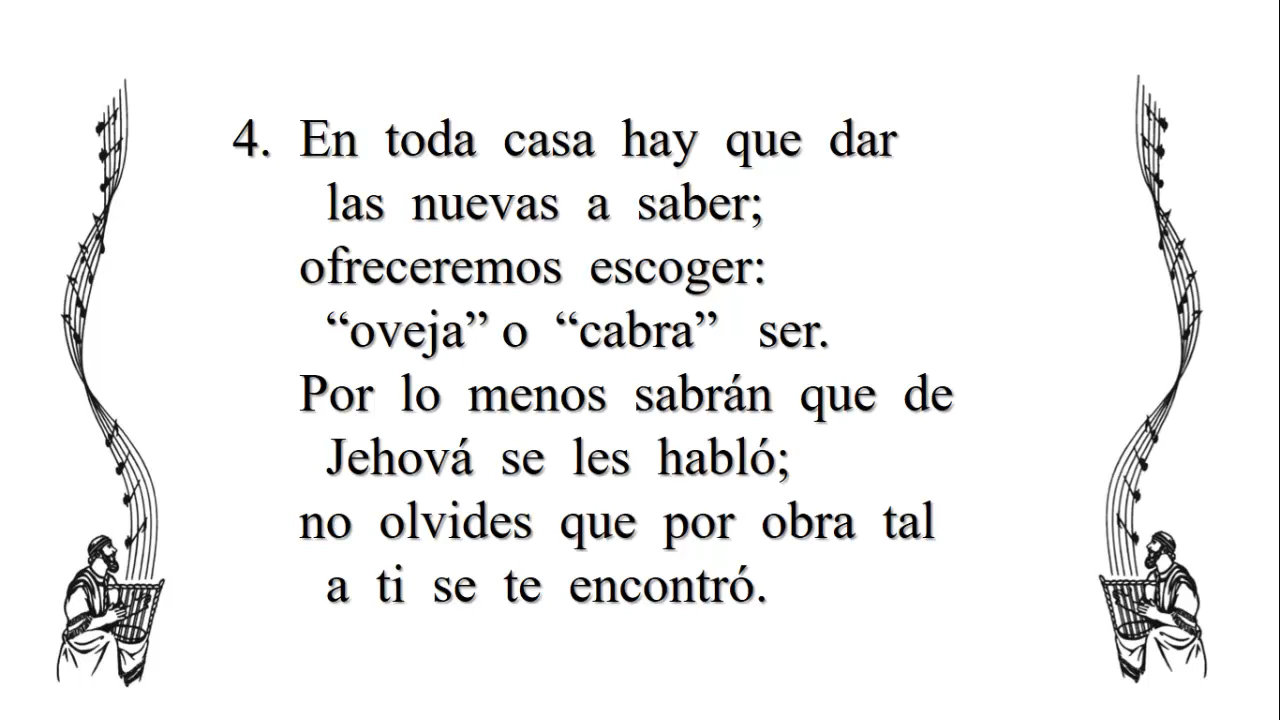 4. En toda casa hay que dar
las nuevas a saber;
ofreceremos escoger:
“oveja” o “cabra” ser.
Por lo menos sabrán que de
Jehová se les habló;
no olvides que por obra tal
a ti se te encontró.